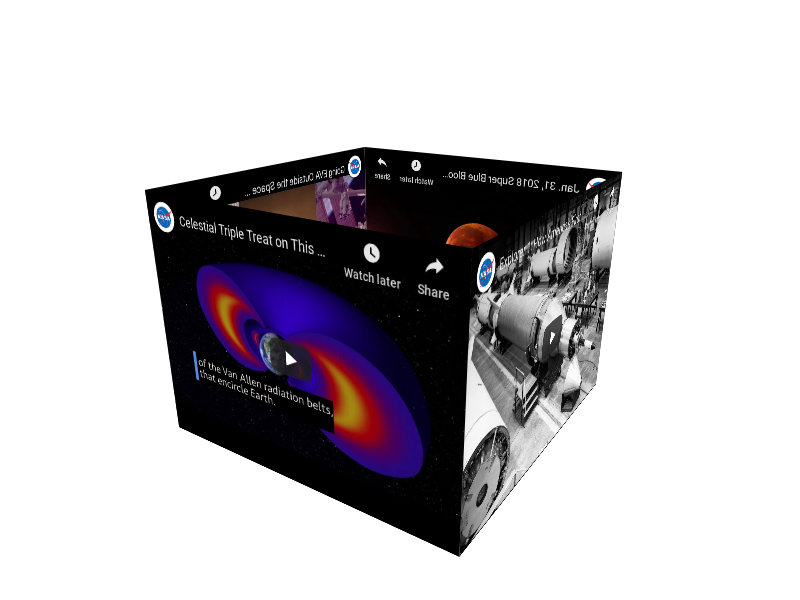 Going EVA Outside the Space ...
Share
Watch later
Jan. 31, 2018 Super Blue Bloo...
Celestial Triple Treat on This ...
Watch later
Share
of the Van Allen radiation belts,
that encircle Earth.